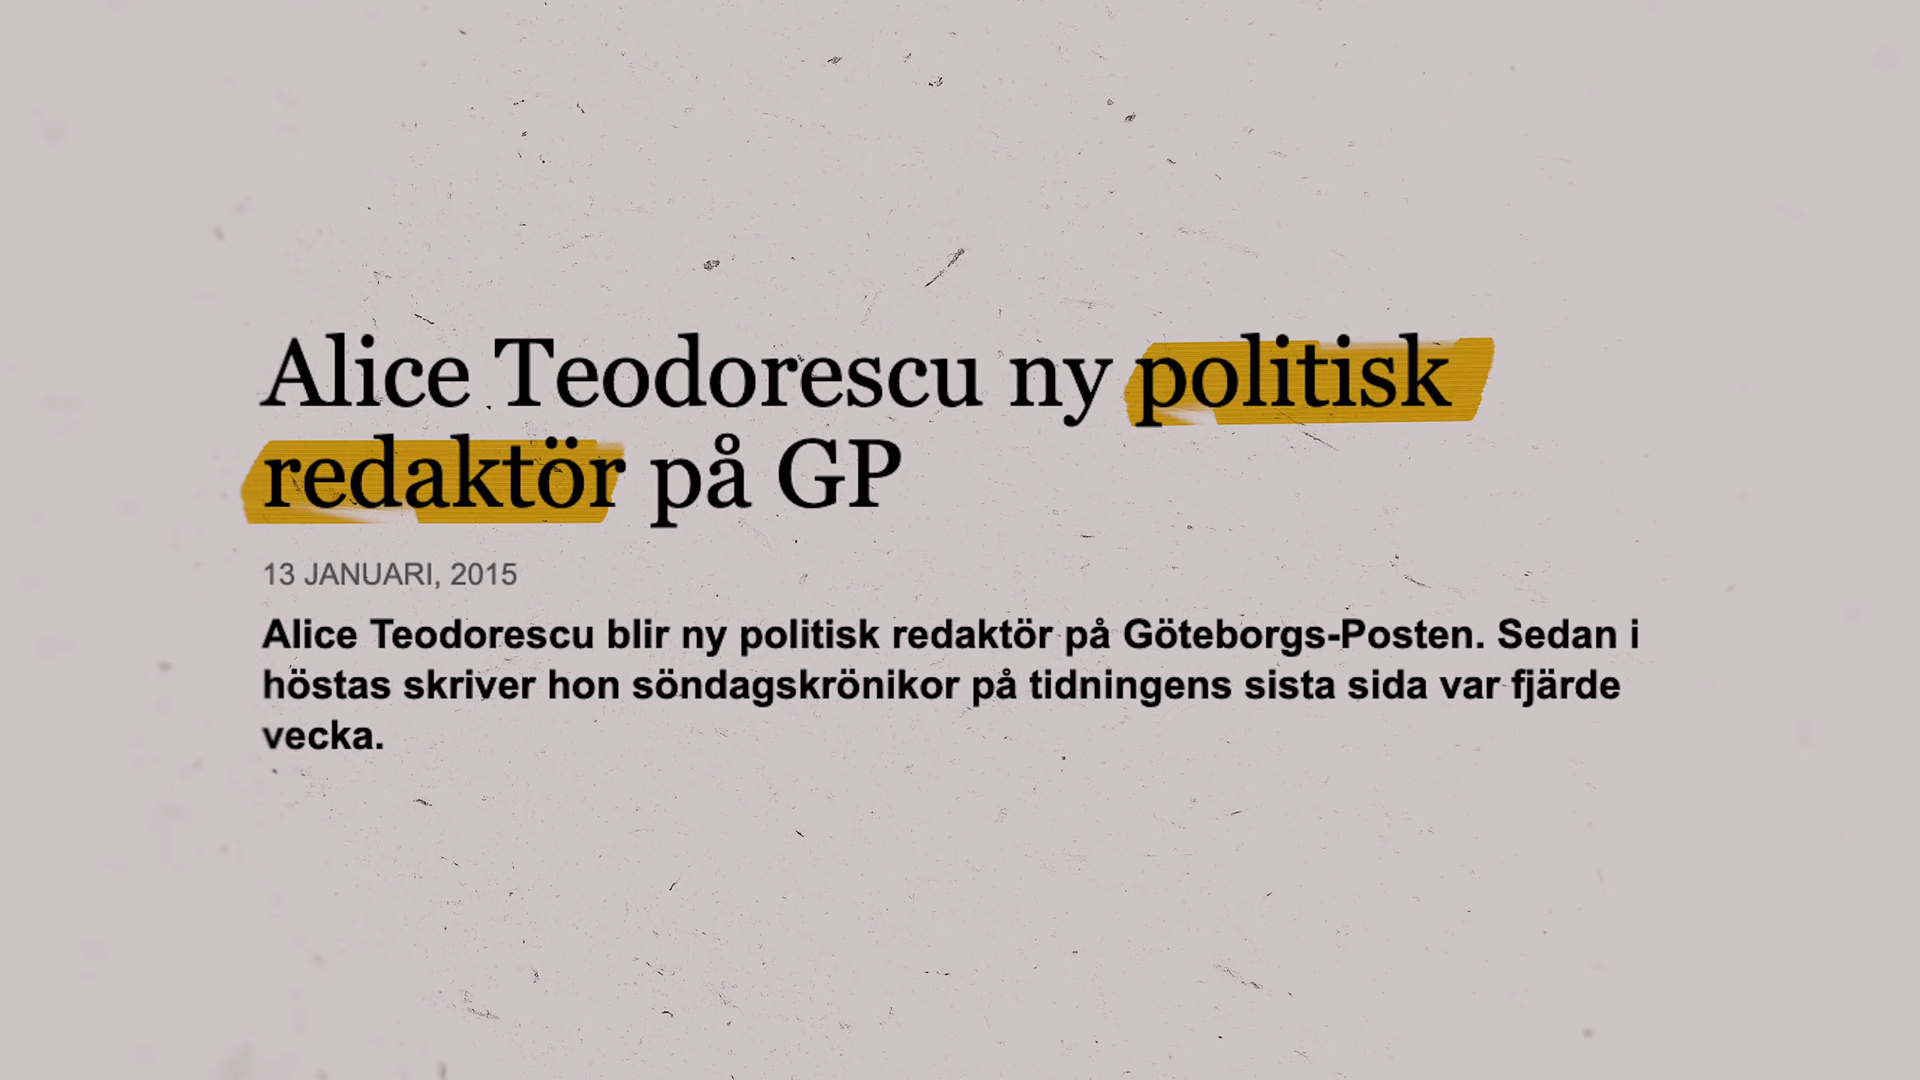 Alice Teodorescu ny politisk
redaktör på GP
13 JANUARI, 2015
Alice Teodorescu blir ny politisk redaktör på Göteborgs-Posten. Sedan i
höstas skriver hon söndagskrönikor på tidningens sista sida var fjärde
vecka.